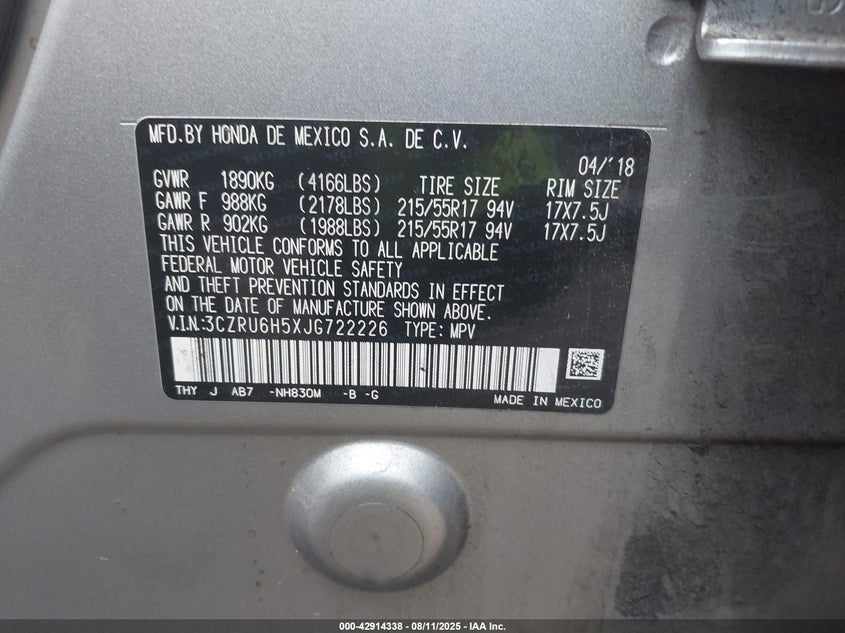 MFD.BY HONDA DE MEXICO S.A. DE C.V.
04/'18
GVWR 1890KG (4166LBS) TIRE SIZE RIM SIZE
GAWR F 988KG (2178LBS) 215/55R17 94V 17X7.5J
GAWR R 902KG (1988LBS) 215/55R17 94V 17X7.5J
THIS VEHICLE CONFORMS TO ALL APPLICABLE
FEDERAL MOTOR VEHICLE SAFETY
AND THEFT PREVENTION STANDARDS IN EFFECT
ON THE DATE OF MANUFACTURE SHOWN ABOVE.
V.I.N:3CZRU6H5XJG722226 TYPE: MPV
THY J AB7 -NH830M -B -G
MADE IN MEXICO
000-42914338 - 08/11/2025 - IAA Inc.